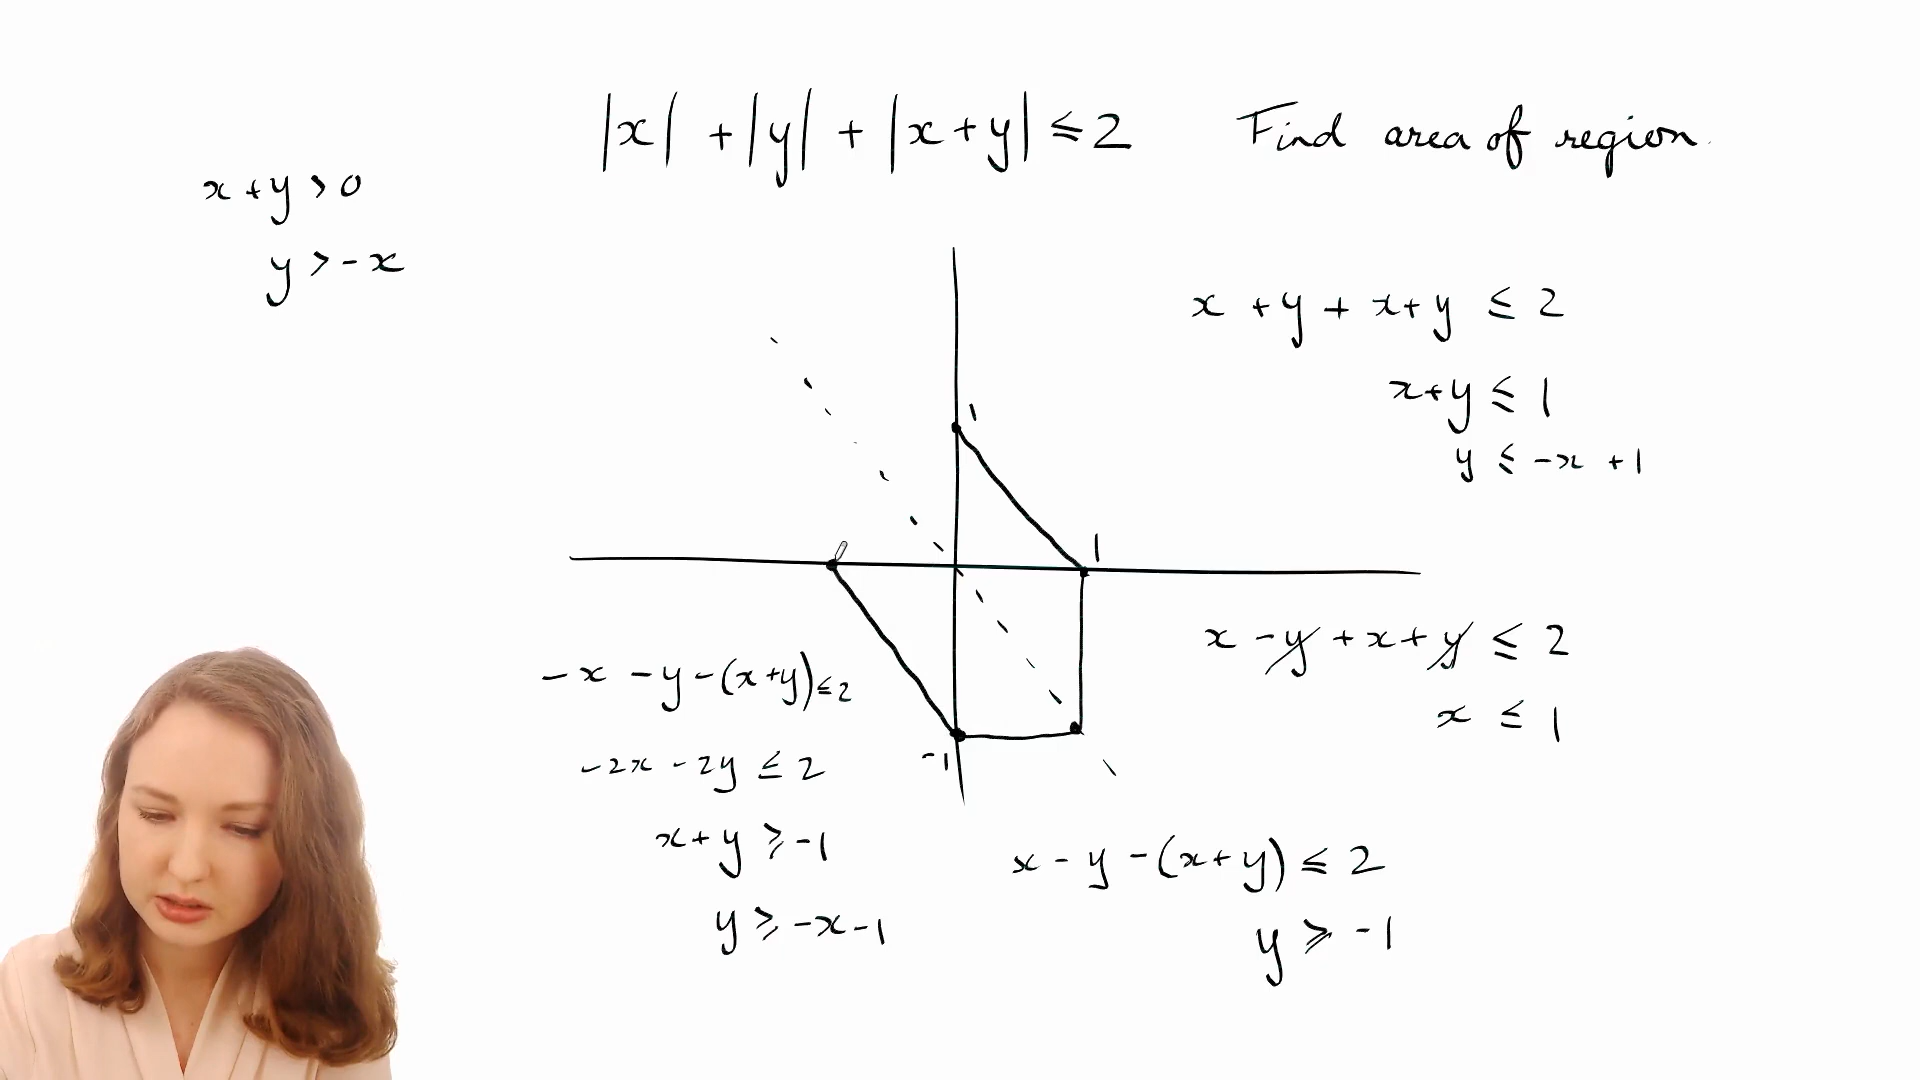 |x| + |y| + |x+y| ≤ 2 Find area of region.
x + y > 0
y > -x
x + y + x + y ≤ 2
x + y ≤ 1
y ≤ -x + 1
1
1
x - y + x + y ≤ 2
x ≤ 1
-x - y - (x+y) ≤ 2
-2x - 2y ≤ 2
x + y ≥ -1
y ≥ -x - 1
-1
x - y - (x+y) ≤ 2
y ≥ -1